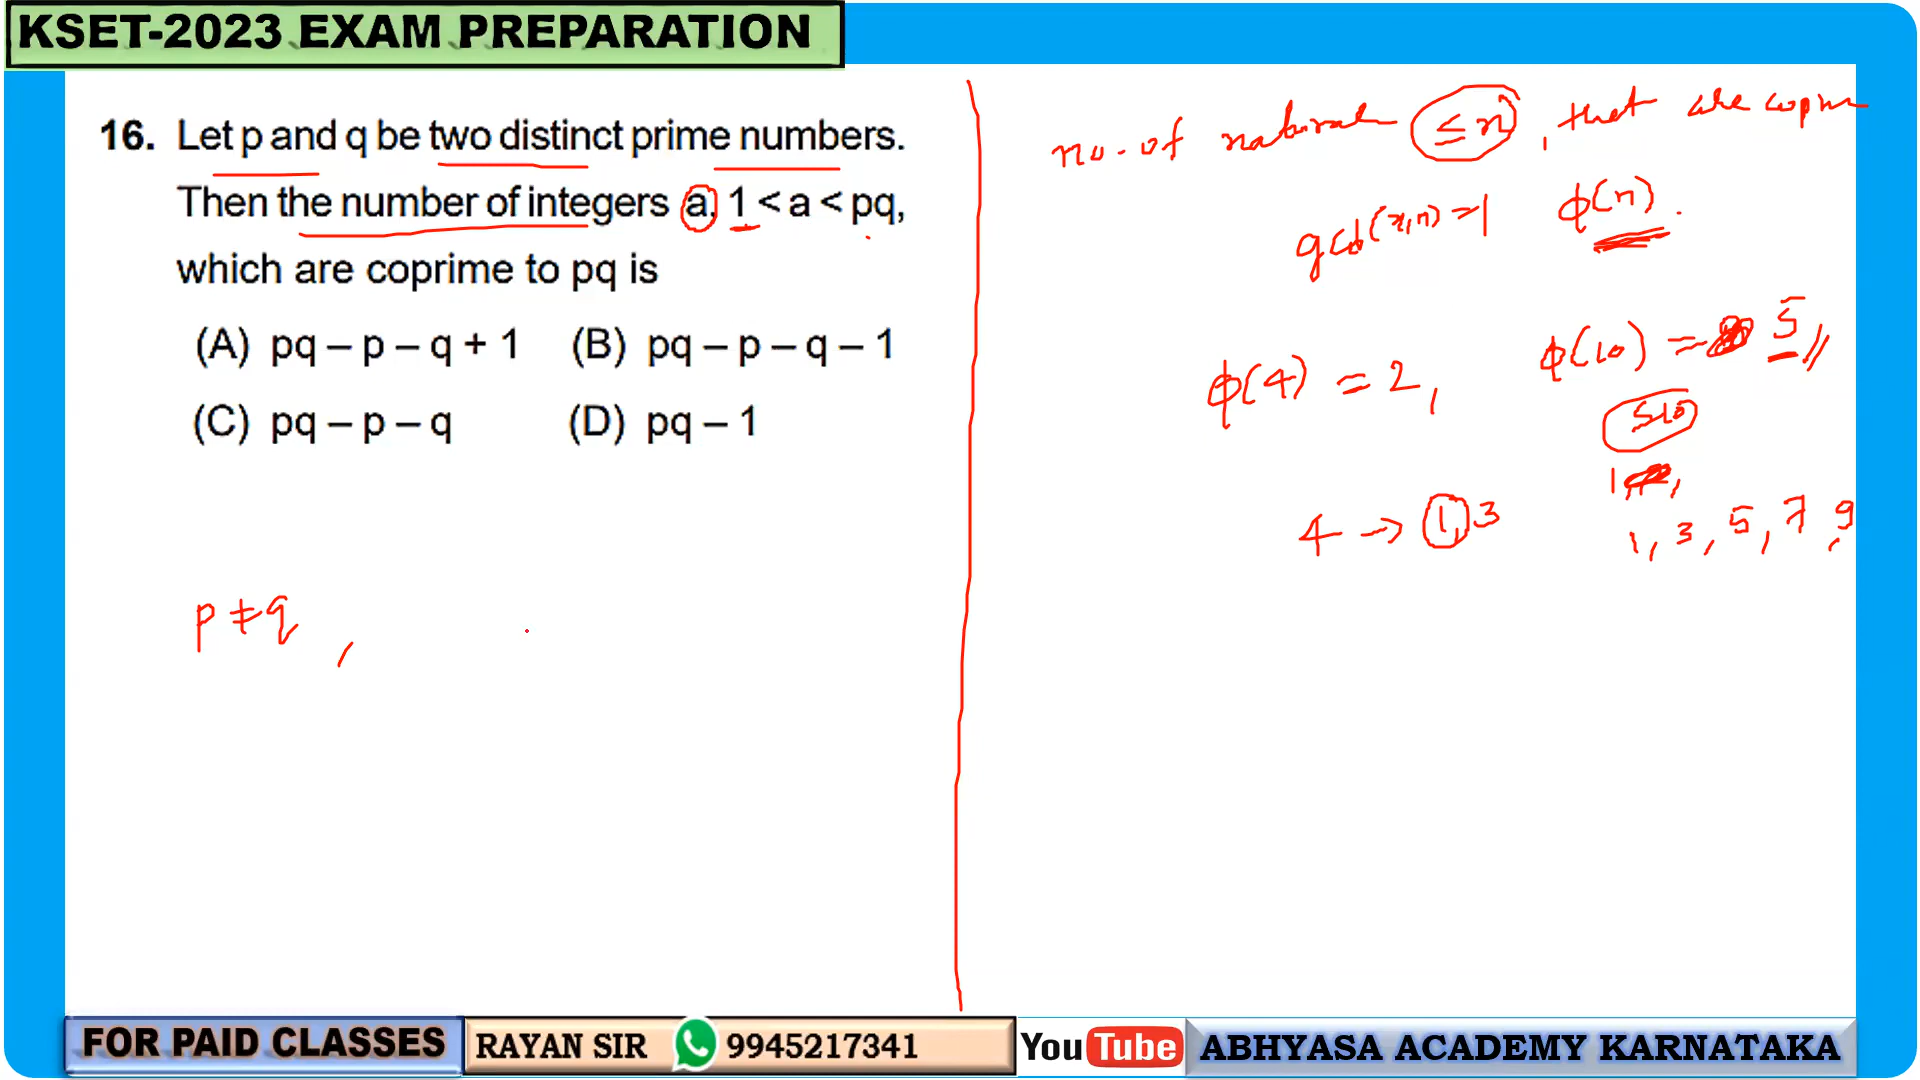 KSET-2023 EXAM PREPARATION
16. Let p and q be two distinct prime numbers.
Then the number of integers a, 1 < a < pq,
which are coprime to pq is
(A) pq – p – q + 1 (B) pq – p – q – 1
(C) pq – p – q (D) pq – 1
p ≠ q ,
no. of natural ≤ n, that are coprime
gcd(x,n) = 1 φ(n).
φ(4) = 2, φ(10) = 5//
≤10
4 → 1, 3
1, 3, 5, 7, 9
FOR PAID CLASSES RAYAN SIR 9945217341 YouTube ABHYASA ACADEMY KARNATAKA